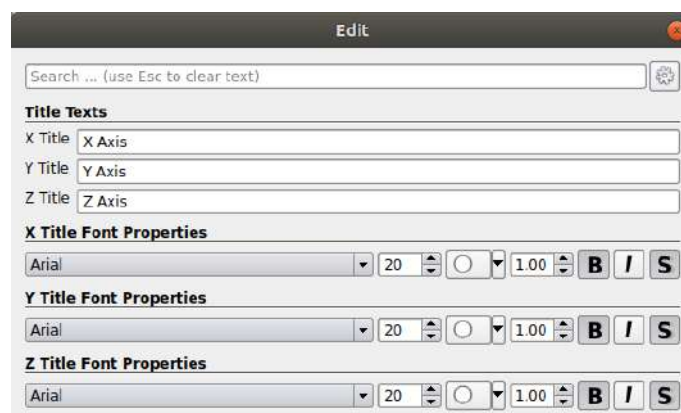 Edit
Search ... (use Esc to clear text)
Title Texts
X Title X Axis
Y Title Y Axis
Z Title Z Axis
X Title Font Properties
Arial 20 1.00 B I S
Y Title Font Properties
Arial 20 1.00 B I S
Z Title Font Properties
Arial 20 1.00 B I S